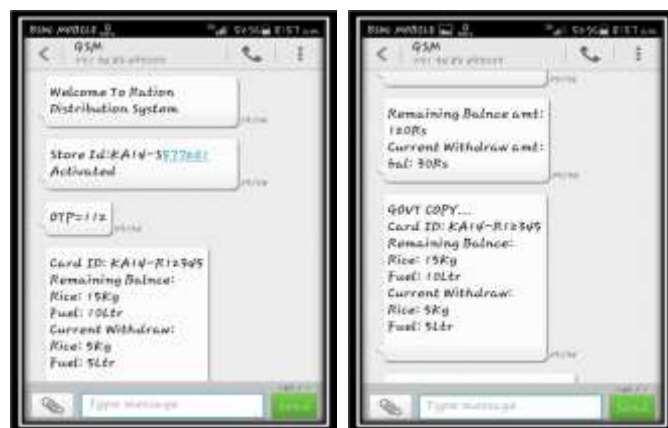 GSM
Welcome To Ration
Distribution System
Store Id:KA14-S
Activated
OTP=112
Card ID: KA14-R12345
Remaining Balnce:
Rice: 15Kg
Fuel: 10Ltr
Current Withdraw:
Rice: 5Kg
Fuel: 5Ltr
Type message
Send
GSM
Remaining Balnce amt:
120Rs
Current Withdraw amt:
bal: 30Rs
GOVT COPY...
Card ID: KA14-R12345
Remaining Balnce:
Rice: 15Kg
Fuel: 10Ltr
Current Withdraw:
Rice: 5Kg
Fuel: 5Ltr
Type message
Send